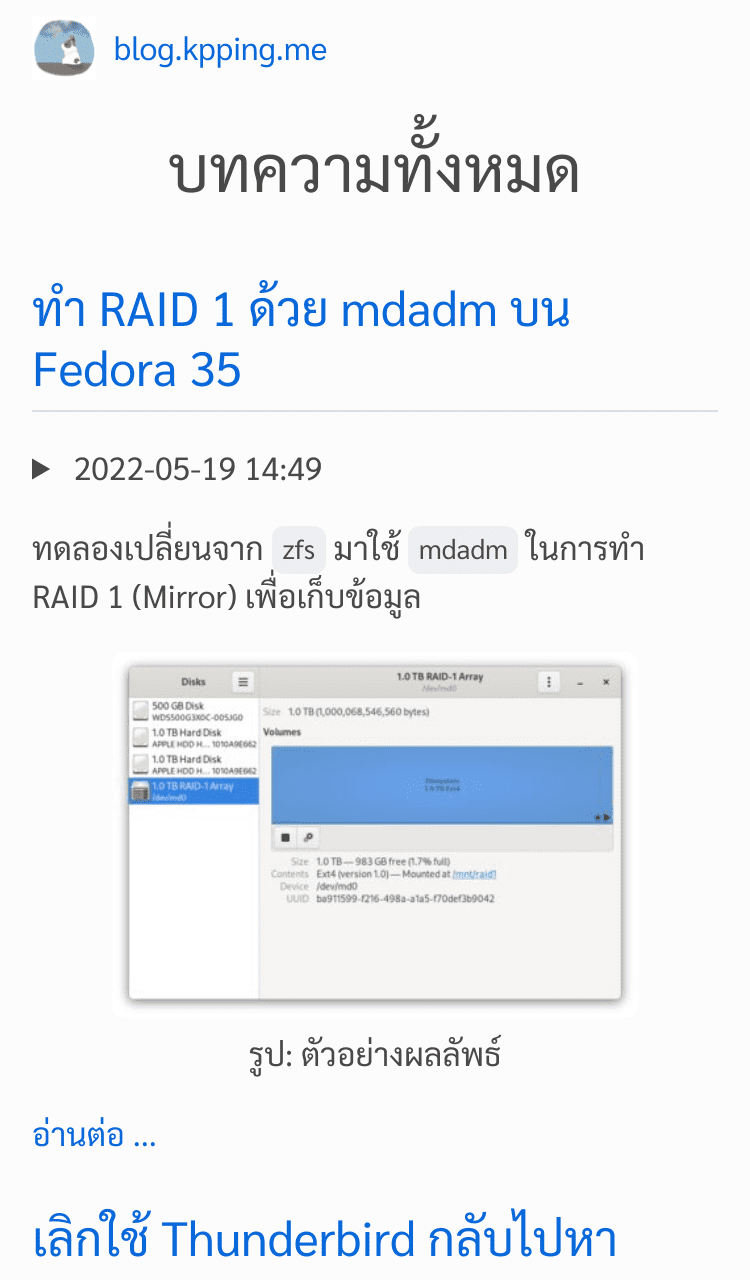 blog.kpping.me
บทความทั้งหมด
ทำ RAID 1 ด้วย mdadm บน
Fedora 35
2022-05-19 14:49
ทดลองเปลี่ยนจาก zfs มาใช้ mdadm ในการทำ
RAID 1 (Mirror) เพื่อเก็บข้อมูล
Disks
1.0 TB RAID-1 Array
/dev/md0
500 GB Disk
WDS500G3X0C-00SJG0
1.0 TB Hard Disk
APPLE HDD H... 1010A9E662
1.0 TB Hard Disk
APPLE HDD H... 1010A9E662
1.0 TB RAID-1 Array
/dev/md0
Size 1.0 TB (1,000,068,546,560 bytes)
Volumes
Filesystem
1.0 TB Ext4
Size 1.0 TB — 983 GB free (1.7% full)
Contents Ext4 (version 1.0) — Mounted at /mnt/raid1
Device /dev/md0
UUID ba911599-f216-498a-a1a5-f70def3b9042
รูป: ตัวอย่างผลลัพธ์
อ่านต่อ ...
เลิกใช้ Thunderbird กลับไปหา